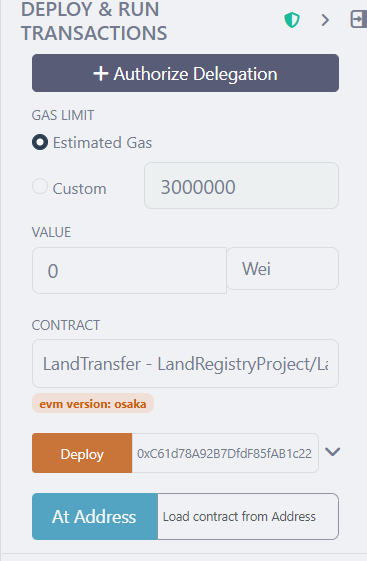 DEPLOY & RUN
TRANSACTIONS
+ Authorize Delegation
GAS LIMIT
Estimated Gas
Custom 3000000
VALUE
0 Wei
CONTRACT
LandTransfer - LandRegistryProject/La
evm version: osaka
Deploy 0xC61d78A92B7DfdF85fAB1c22
At Address Load contract from Address